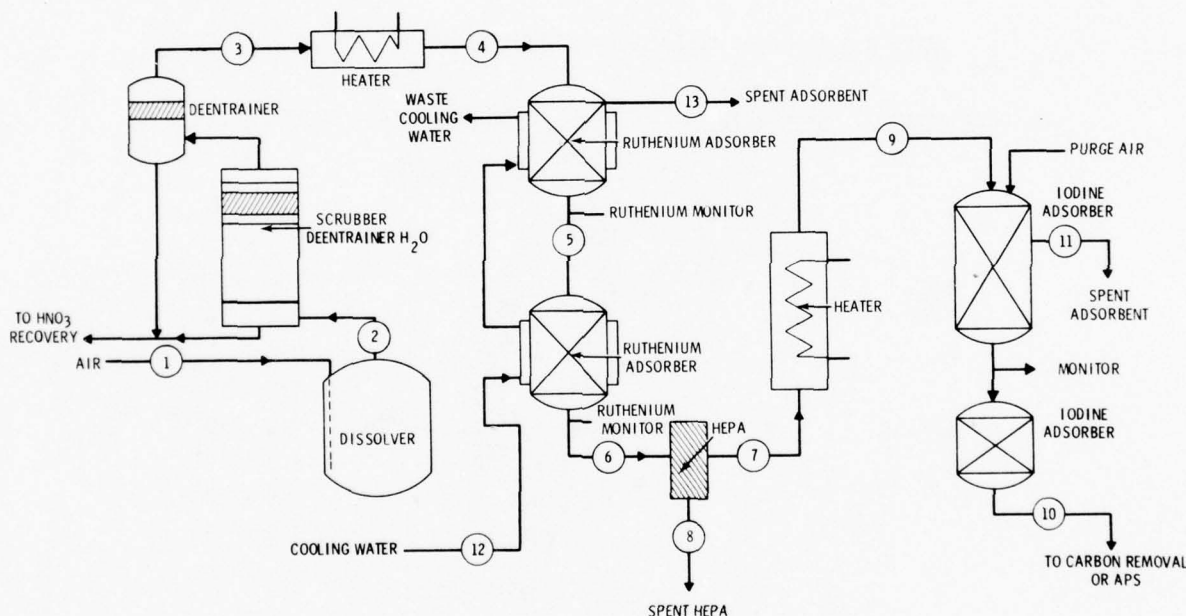 3
4
HEATER
DEENTRAINER
WASTE
COOLING
WATER
13
SPENT ADSORBENT
RUTHENIUM ADSORBER
9
PURGE AIR
IODINE
ADSORBER
SCRUBBER
DEENTRAINER H2O
RUTHENIUM MONITOR
5
11
SPENT
ADSORBENT
HEATER
TO HNO3
RECOVERY
2
AIR
1
RUTHENIUM
ADSORBER
MONITOR
DISSOLVER
RUTHENIUM
MONITOR
HEPA
6
7
IODINE
ADSORBER
8
10
COOLING WATER
12
TO CARBON REMOVAL
OR APS
SPENT HEPA